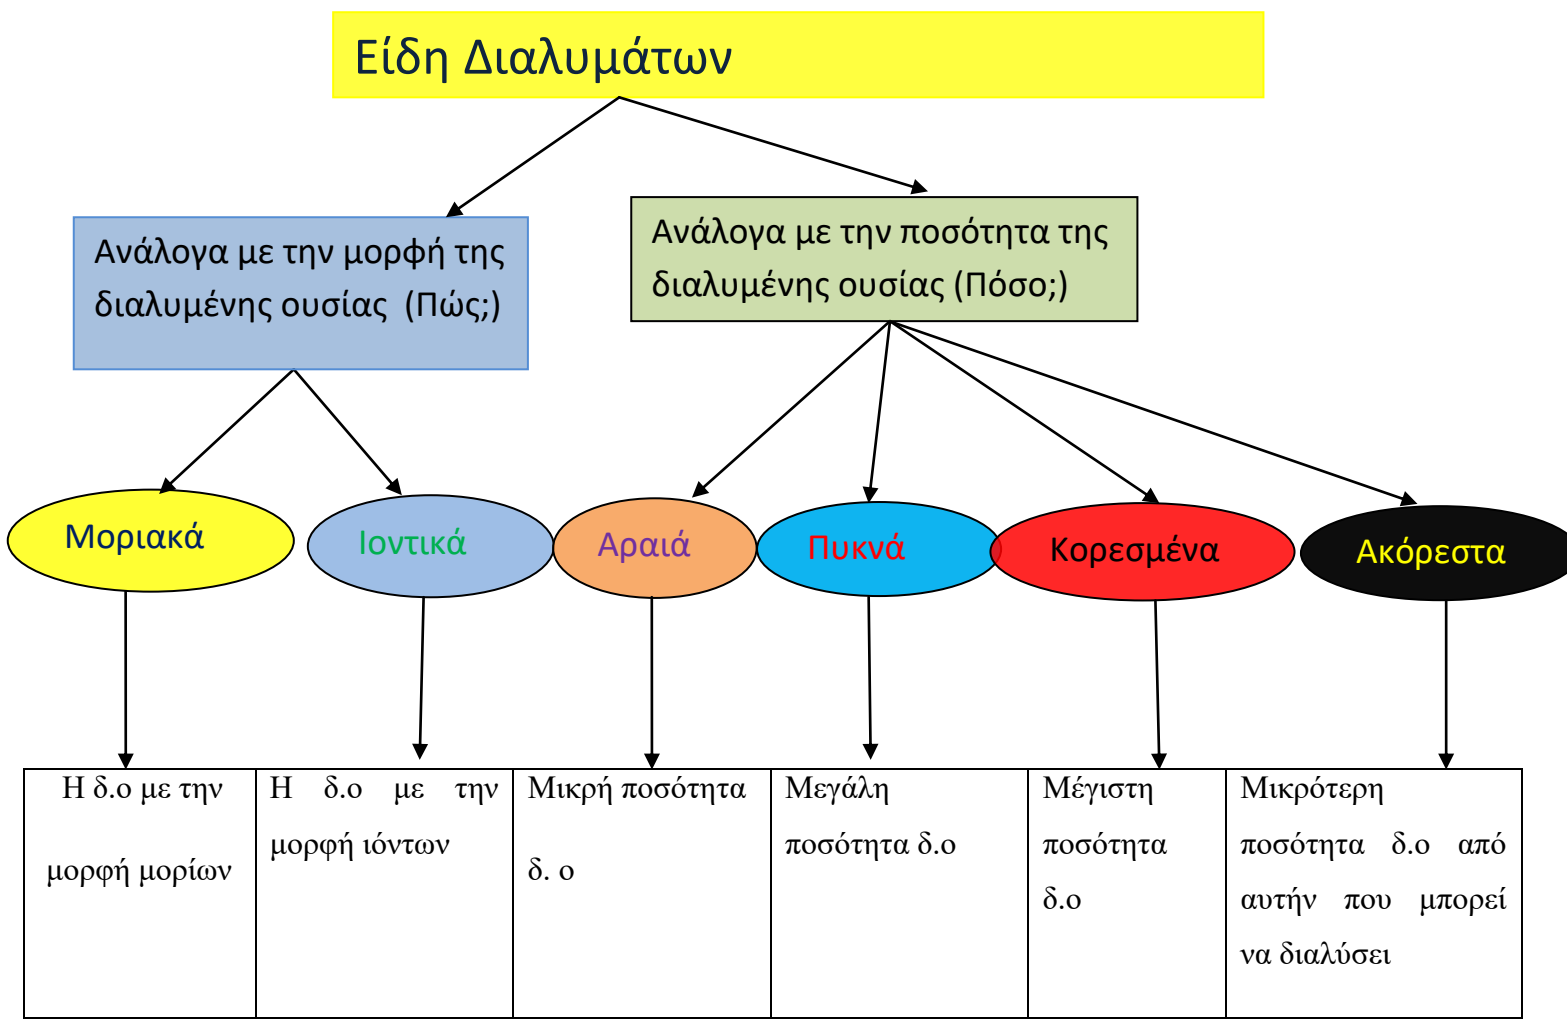 Είδη Διαλυμάτων
Ανάλογα με την μορφή της
διαλυμένης ουσίας (Πώς;)
Ανάλογα με την ποσότητα της
διαλυμένης ουσίας (Πόσο;)
Μοριακά
Ιοντικά
Αραιά
Πυκνά
Κορεσμένα
Ακόρεστα
Η δ.ο με την
μορφή μορίων
Η δ.ο με την
μορφή ιόντων
Μικρή ποσότητα
δ. ο
Μεγάλη
ποσότητα δ.ο
Μέγιστη
ποσότητα
δ.ο
Μικρότερη
ποσότητα δ.ο από
αυτήν που μπορεί
να διαλύσει